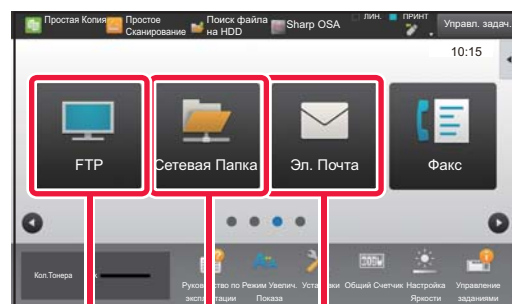 Простая Копия
Простое Сканирование
Поиск файла на HDD
Sharp OSA
ЛИН.
ПРИНТ
Управл. задач.
10:15
FTP
Сетевая Папка
Эл. Почта
Факс
Кол.Тонера
Руководство по эксплуатации
Режим Увелич. Показа
Установки
Общий Счетчик
Настройка Яркости
Управление заданиями